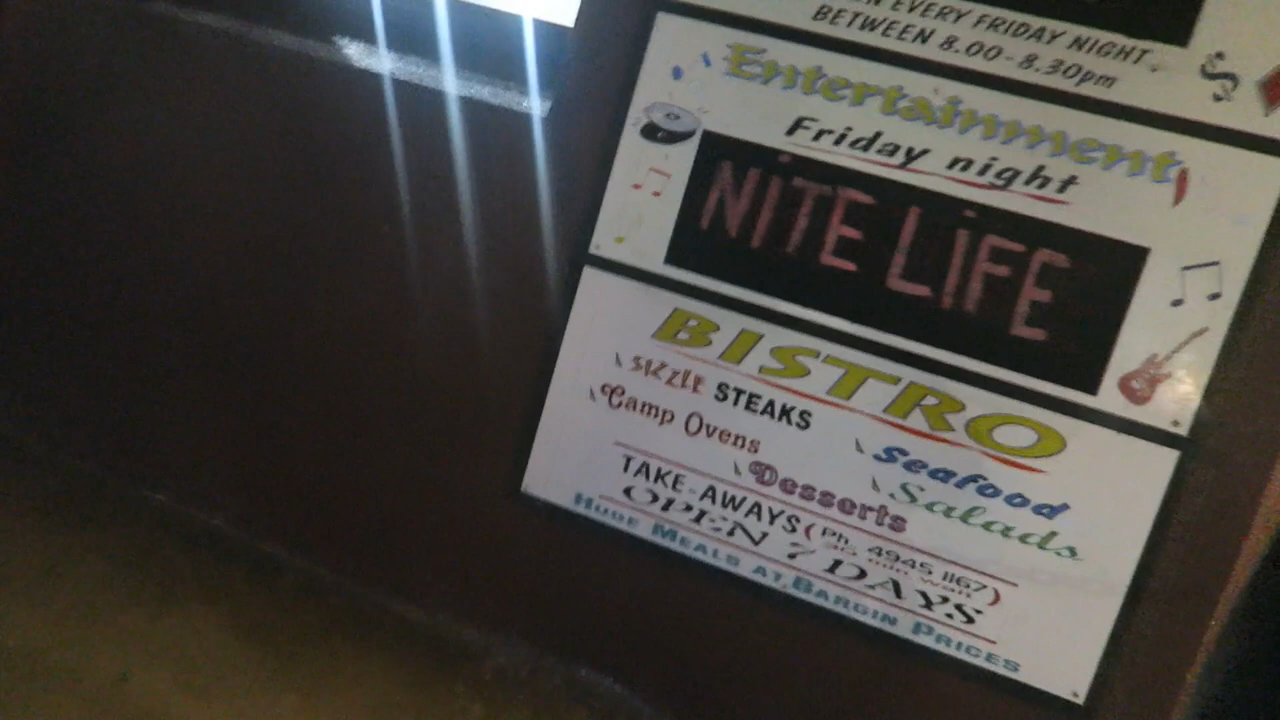 EVERY FRIDAY NIGHT
BETWEEN 8.00-8.30pm
Entertainment
Friday night
NiTE LiFE
BISTRO
SIZZLE STEAKS
Camp Ovens
Seafood
Desserts
Salads
TAKE-AWAYS (Ph. 4945 1167)
OPEN 7 DAYS
HUGE MEALS AT BARGIN PRICES